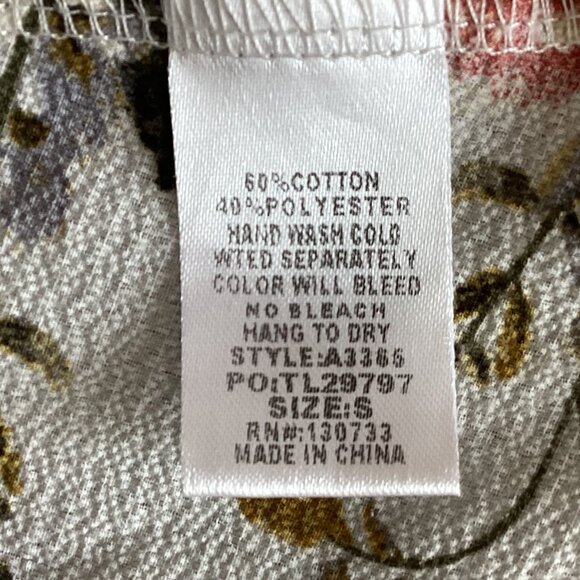 60%COTTON
40%POLYESTER
HAND WASH COLD
WTED SEPARATELY
COLOR WILL BLEED
NO BLEACH
HANG TO DRY
STYLE:A3365
PO:TL29797
SIZE:S
RN#:130733
MADE IN CHINA